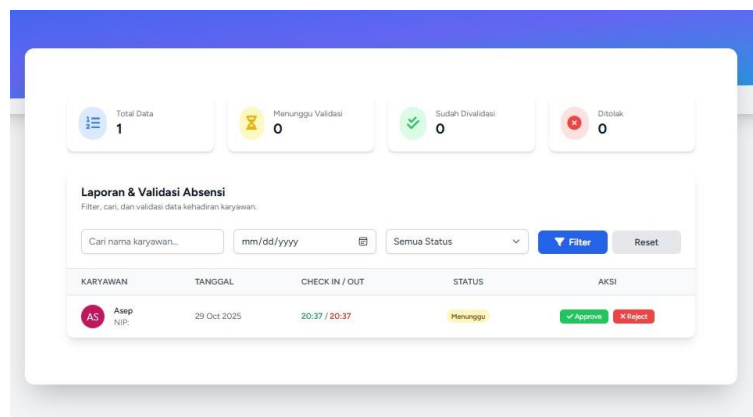 Total Data
1
Menunggu Validasi
0
Sudah Divalidasi
0
Ditolak
0
Laporan & Validasi Absensi
Filter, cari, dan validasi data kehadiran karyawan.
Cari nama karyawan... mm/dd/yyyy Semua Status Filter Reset
KARYAWAN TANGGAL CHECK IN / OUT STATUS AKSI
AS Asep 29 Oct 2025 20:37 / 20:37 Menunggu Approve Reject
NIP: